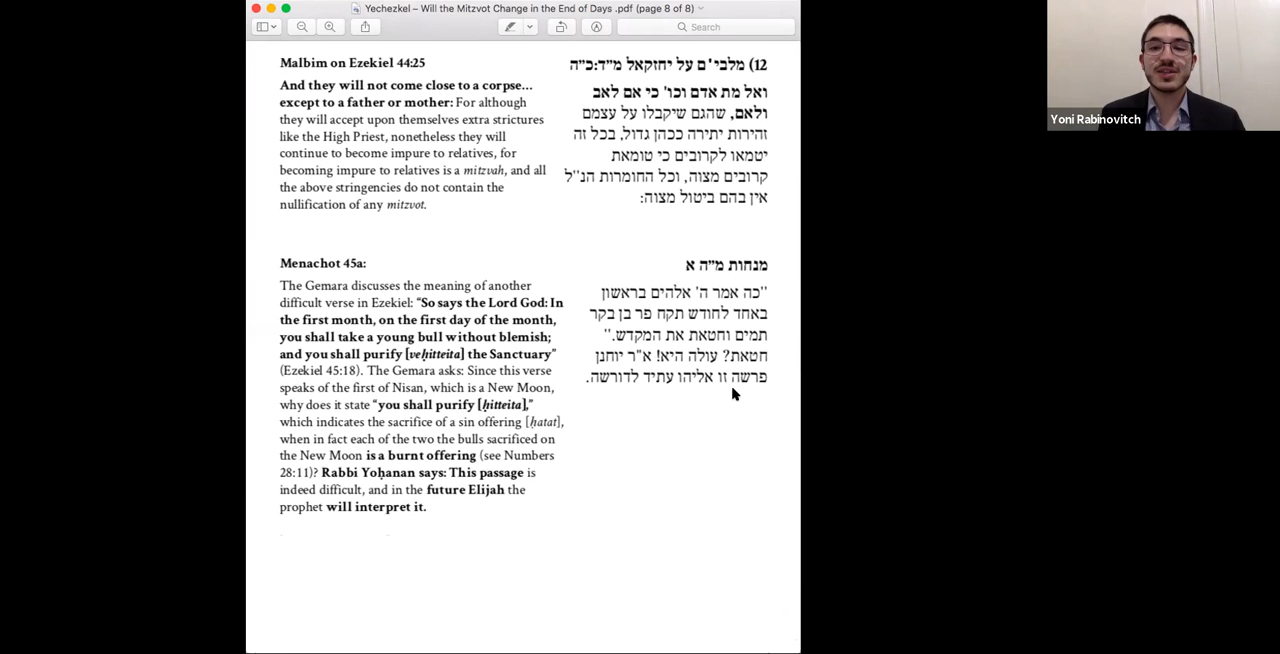 Yechezkel – Will the Mitzvot Change in the End of Days .pdf (page 8 of 8)
Search
Yoni Rabinovitch
Malbim on Ezekiel 44:25
And they will not come close to a corpse...
except to a father or mother: For although
they will accept upon themselves extra strictures
like the High Priest, nonetheless they will
continue to become impure to relatives, for
becoming impure to relatives is a mitzvah, and all
the above stringencies do not contain the
nullification of any mitzvot.
12) מלבי'ם על יחזקאל מ״ד:כ״ה
ואל מת אדם וכו' כי אם לאב
ולאם, שהגם שיקבלו על עצמם
זהירות יתירה ככהן גדול, בכל זה
יטמאו לקרובים כי טומאת
קרובים מצוה, וכל החומרות הנ''ל
אין בהם ביטול מצוה:
Menachot 45a:
The Gemara discusses the meaning of another
difficult verse in Ezekiel: “So says the Lord God: In
the first month, on the first day of the month,
you shall take a young bull without blemish;
and you shall purify [veḥitteita] the Sanctuary”
(Ezekiel 45:18). The Gemara asks: Since this verse
speaks of the first of Nisan, which is a New Moon,
why does it state “you shall purify [ḥitteita],”
which indicates the sacrifice of a sin offering [ḥatat],
when in fact each of the two the bulls sacrificed on
the New Moon is a burnt offering (see Numbers
28:11)? Rabbi Yoḥanan says: This passage is
indeed difficult, and in the future Elijah the
prophet will interpret it.
מנחות מ״ה א
''כה אמר ה' אלהים בראשון
באחד לחודש תקח פר בן בקר
תמים וחטאת את המקדש.''
חטאת? עולה היא! א"ר יוחנן
פרשה זו אליהו עתיד לדורשה.